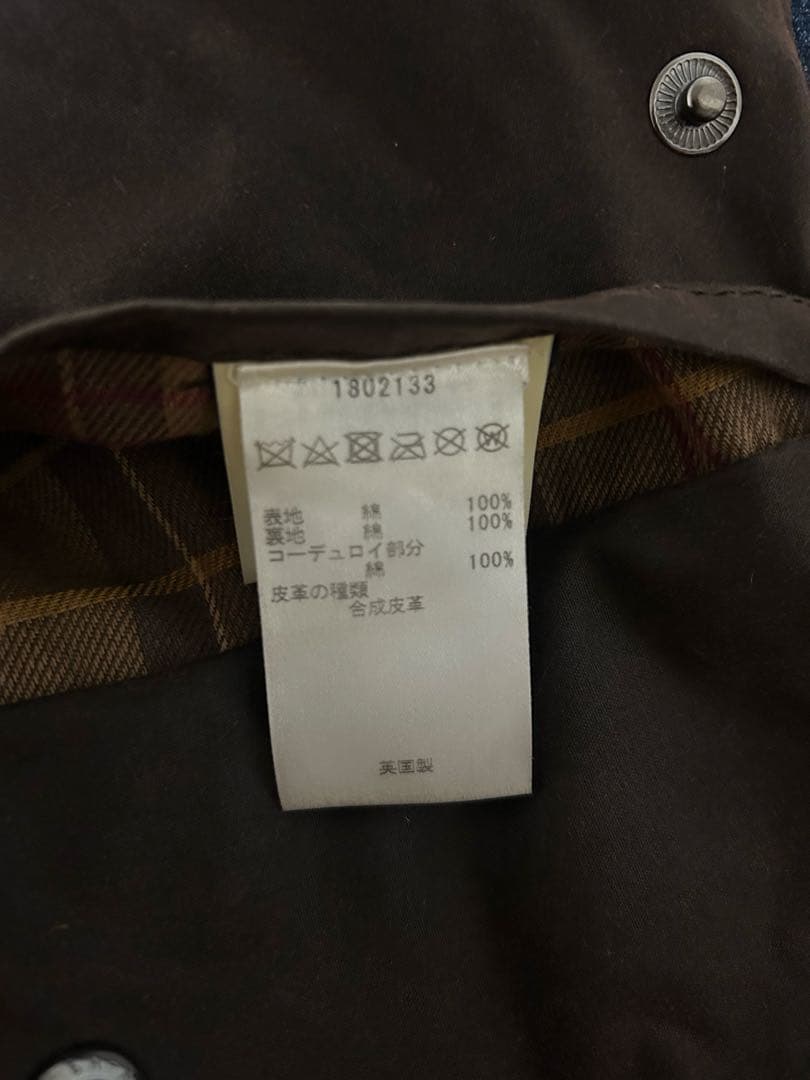 1802133
表地 綿 100%
裏地 綿 100%
コーデュロイ部分
綿 100%
皮革の種類
合成皮革
英国製